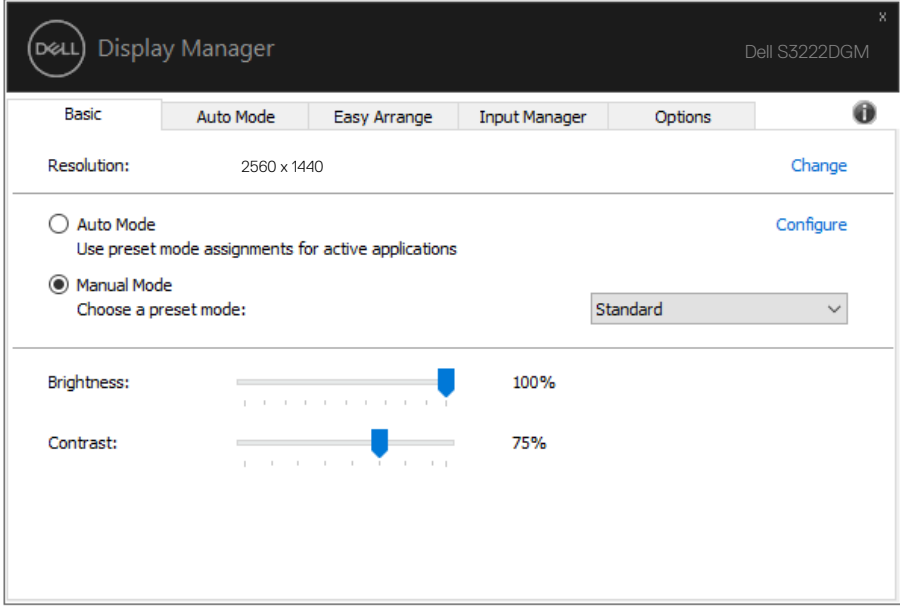 x
DELL Display Manager
Dell S3222DGM
Basic Auto Mode Easy Arrange Input Manager Options
Resolution: 2560 x 1440 Change
Auto Mode Configure
Use preset mode assignments for active applications
Manual Mode
Choose a preset mode: Standard
Brightness: 100%
Contrast: 75%